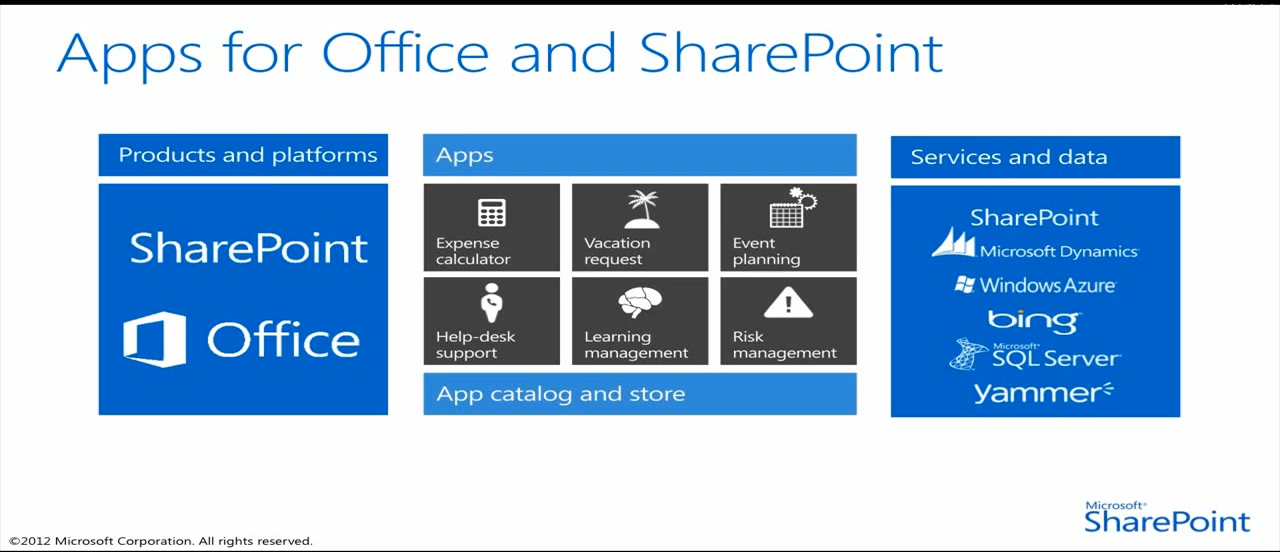 Apps for Office and SharePoint
Products and platforms
SharePoint
Office
Apps
Expense
calculator
Vacation
request
Event
planning
Help-desk
support
Learning
management
Risk
management
App catalog and store
Services and data
SharePoint
Microsoft Dynamics
Windows Azure
bing
Microsoft®
SQL Server
yammer
Microsoft®
SharePoint
©2012 Microsoft Corporation. All rights reserved.